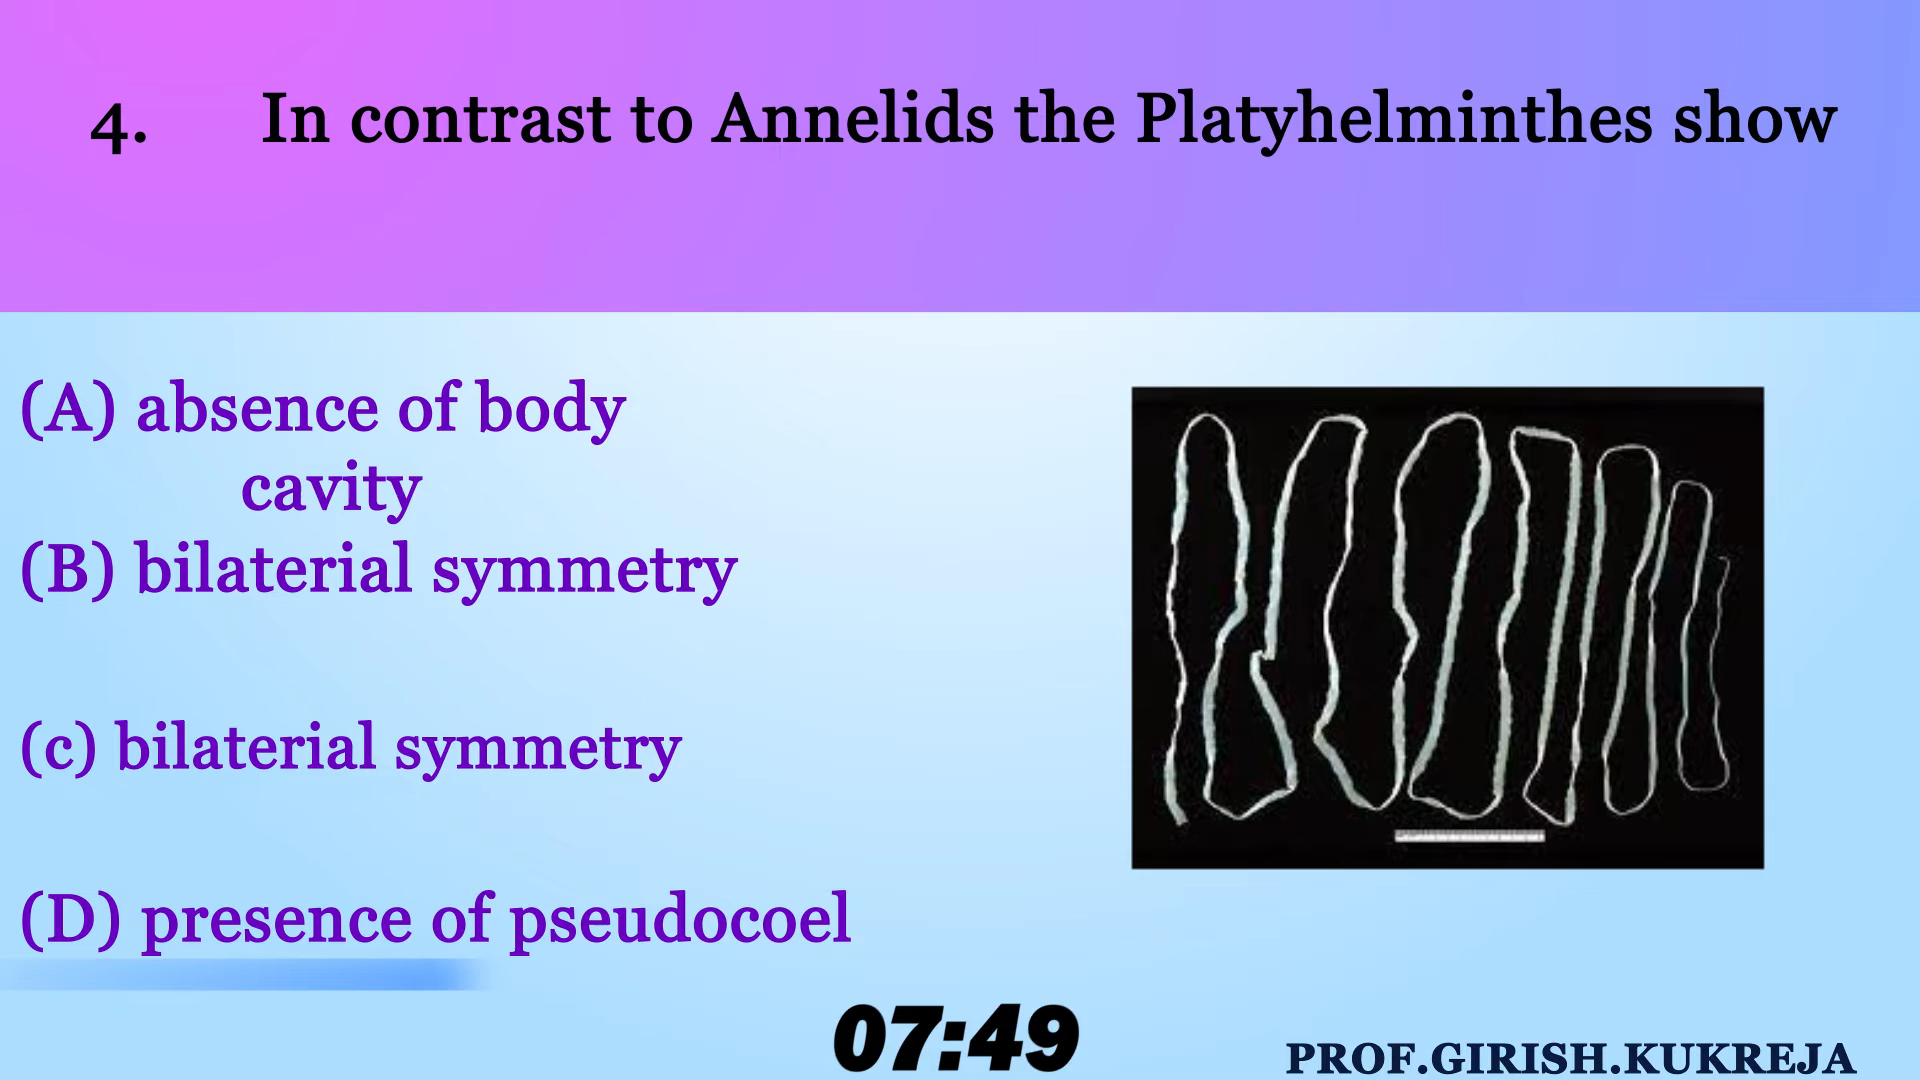 4. In contrast to Annelids the Platyhelminthes show
(A) absence of body
cavity
(B) bilaterial symmetry
(c) bilaterial symmetry
(D) presence of pseudocoel
07:49
PROF.GIRISH.KUKREJA